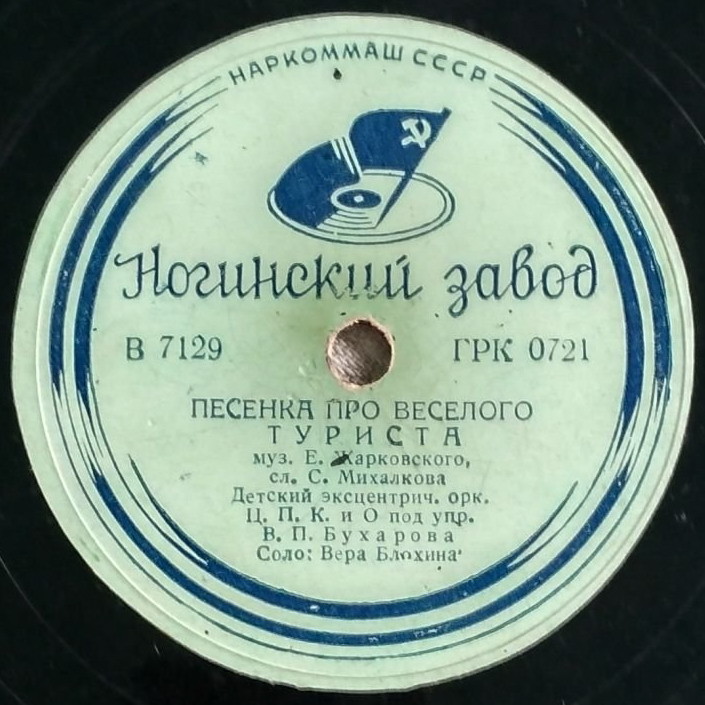 НАРКОММАШ СССР
Ногинский завод
В 7129 ГРК 0721
ПЕСЕНКА ПРО ВЕСЕЛОГО
ТУРИСТА
муз. Е. Жарковского,
сл. С. Михалкова
Детский эксцентрич. орк.
Ц. П. К. и О под упр.
В. П. Бухарова
Соло: Вера Блохина